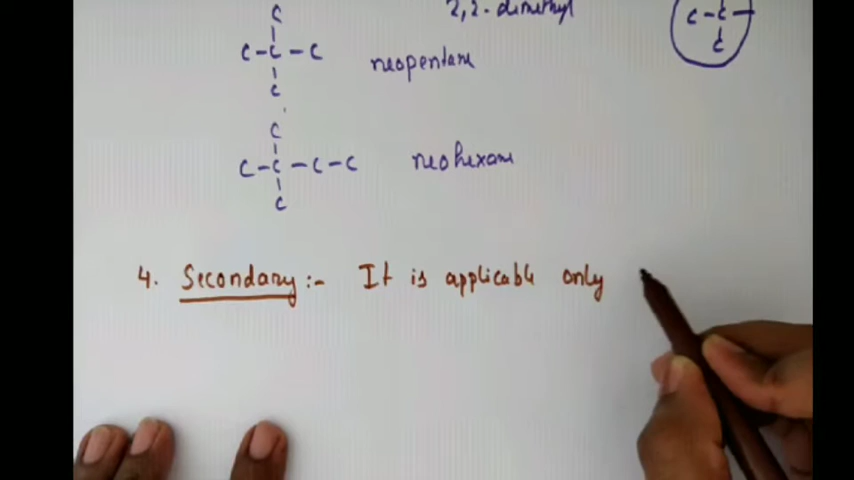 2,2-dimethyl
C
C-C-C
C
neopentane
C-C-
C
C
C-C-C-C
C
neohexane
4. Secondary:- It is applicable only